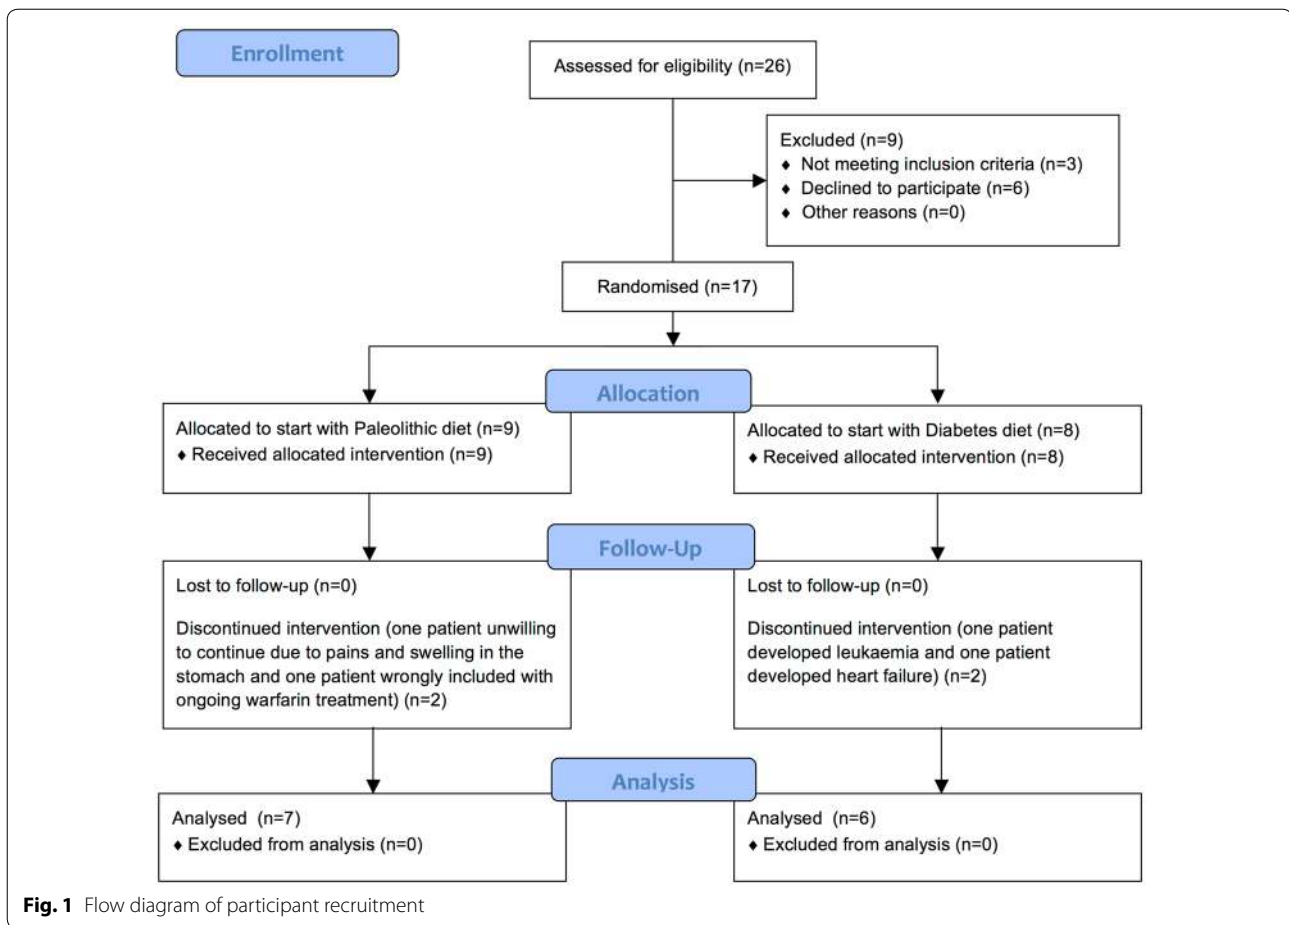 Enrollment
Assessed for eligibility (n=26)
Excluded (n=9)
♦ Not meeting inclusion criteria (n=3)
♦ Declined to participate (n=6)
♦ Other reasons (n=0)
Randomised (n=17)
Allocation
Allocated to start with Paleolithic diet (n=9)
♦ Received allocated intervention (n=9)
Allocated to start with Diabetes diet (n=8)
♦ Received allocated intervention (n=8)
Follow-Up
Lost to follow-up (n=0)
Discontinued intervention (one patient unwilling
to continue due to pains and swelling in the
stomach and one patient wrongly included with
ongoing warfarin treatment) (n=2)
Lost to follow-up (n=0)
Discontinued intervention (one patient
developed leukaemia and one patient
developed heart failure) (n=2)
Analysis
Analysed (n=7)
♦ Excluded from analysis (n=0)
Analysed (n=6)
♦ Excluded from analysis (n=0)
Fig. 1 Flow diagram of participant recruitment